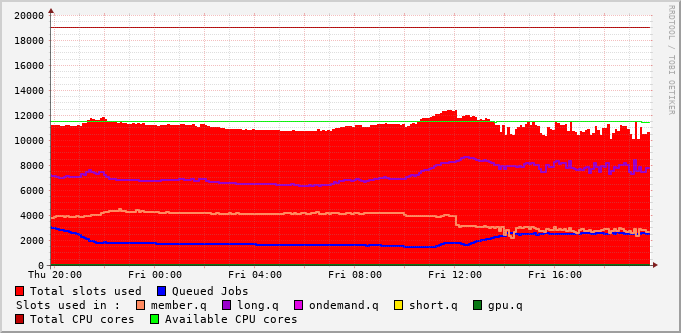 20000
18000
16000
14000
12000
10000
8000
6000
4000
2000
0
Thu 20:00 Fri 00:00 Fri 04:00 Fri 08:00 Fri 12:00 Fri 16:00
RRDTOOL / TOBI OETIKER
Total slots used Queued Jobs
Slots used in : member.q long.q ondemand.q short.q gpu.q
Total CPU cores Available CPU cores